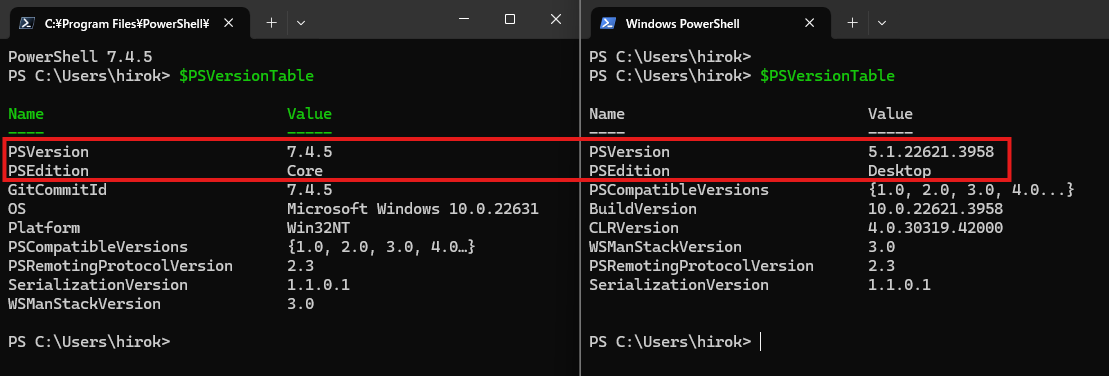 C:¥Program Files¥PowerShell¥
PowerShell 7.4.5
PS C:\Users\hirok> $PSVersionTable
Name Value
---- -----
PSVersion 7.4.5
PSEdition Core
GitCommitId 7.4.5
OS Microsoft Windows 10.0.22631
Platform Win32NT
PSCompatibleVersions {1.0, 2.0, 3.0, 4.0…}
PSRemotingProtocolVersion 2.3
SerializationVersion 1.1.0.1
WSManStackVersion 3.0
PS C:\Users\hirok>
Windows PowerShell
PS C:\Users\hirok>
PS C:\Users\hirok> $PSVersionTable
Name Value
---- -----
PSVersion 5.1.22621.3958
PSEdition Desktop
PSCompatibleVersions {1.0, 2.0, 3.0, 4.0...}
BuildVersion 10.0.22621.3958
CLRVersion 4.0.30319.42000
WSManStackVersion 3.0
PSRemotingProtocolVersion 2.3
SerializationVersion 1.1.0.1
PS C:\Users\hirok>